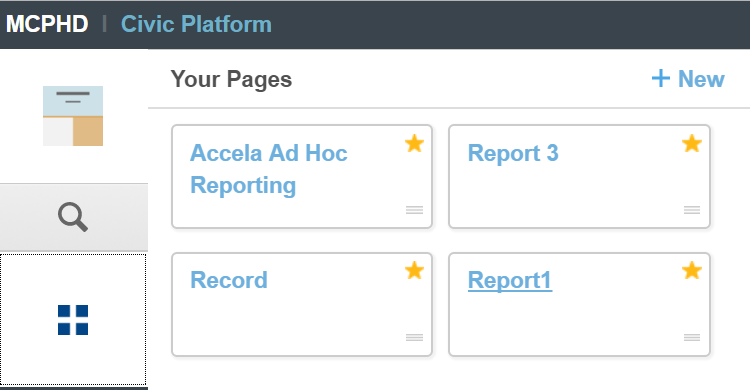 MCPHD | Civic Platform
Your Pages
+ New
Accela Ad Hoc
Reporting
Report 3
Record
Report1